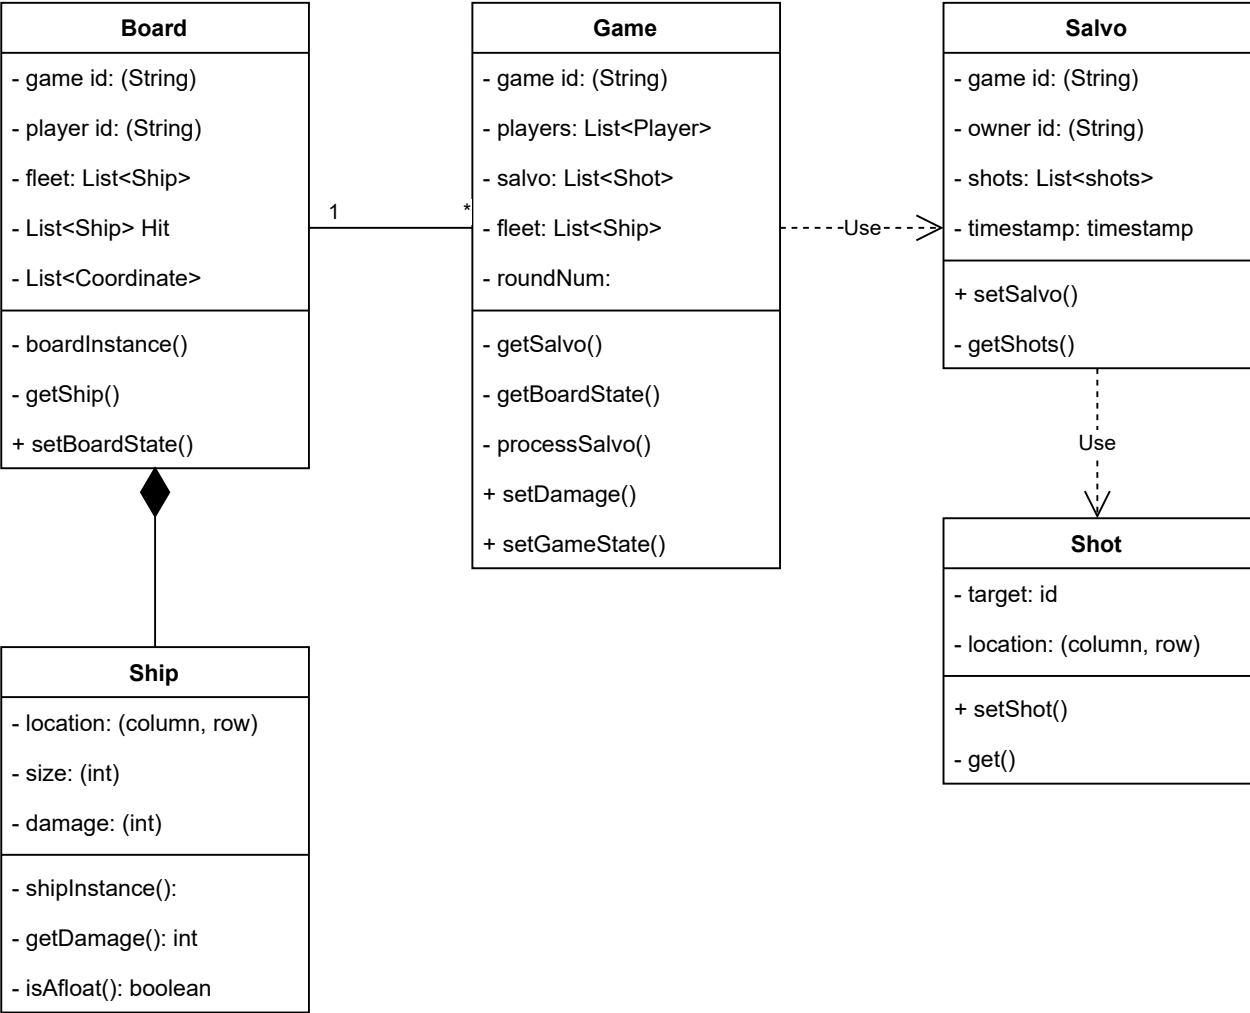 Board
- game id: (String)
- player id: (String)
- fleet: List<Ship>
- List<Ship> Hit
- List<Coordinate>
- boardInstance()
- getShip()
+ setBoardState()
1
*
Game
- game id: (String)
- players: List<Player>
- salvo: List<Shot>
- fleet: List<Ship>
- roundNum:
- getSalvo()
- getBoardState()
- processSalvo()
+ setDamage()
+ setGameState()
Use
Salvo
- game id: (String)
- owner id: (String)
- shots: List<shots>
- timestamp: timestamp
+ setSalvo()
- getShots()
Use
Shot
- target: id
- location: (column, row)
+ setShot()
- get()
Ship
- location: (column, row)
- size: (int)
- damage: (int)
- shipInstance():
- getDamage(): int
- isAfloat(): boolean